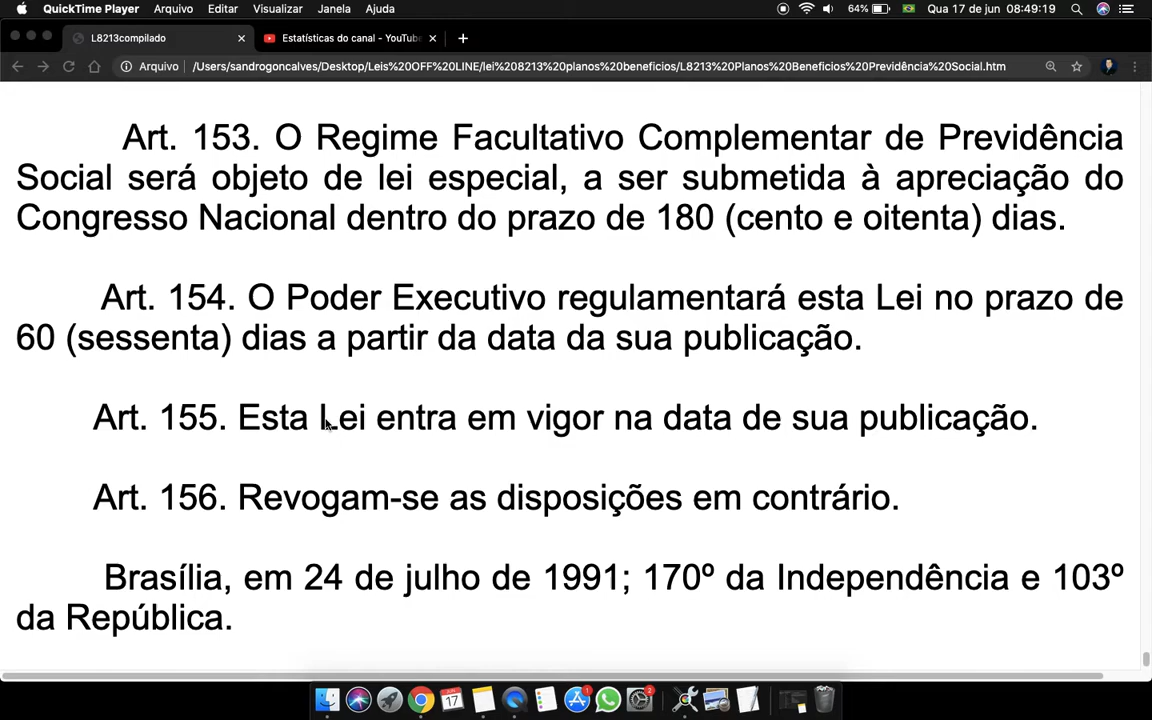 QuickTime Player Arquivo Editar Visualizar Janela Ajuda 64% Qua 17 de jun 08:49:19
L8213compilado Estatísticas do canal - YouTube
Arquivo /Users/sandrogoncalves/Desktop/Leis%20OFF%20LINE/lei%208213%20planos%20beneficios/L8213%20Planos%20Beneficios%20Previdência%20Social.htm
Art. 153. O Regime Facultativo Complementar de Previdência
Social será objeto de lei especial, a ser submetida à apreciação do
Congresso Nacional dentro do prazo de 180 (cento e oitenta) dias.
Art. 154. O Poder Executivo regulamentará esta Lei no prazo de
60 (sessenta) dias a partir da data da sua publicação.
Art. 155. Esta Lei entra em vigor na data de sua publicação.
Art. 156. Revogam-se as disposições em contrário.
Brasília, em 24 de julho de 1991; 170º da Independência e 103º
da República.
JUN
17
1
2